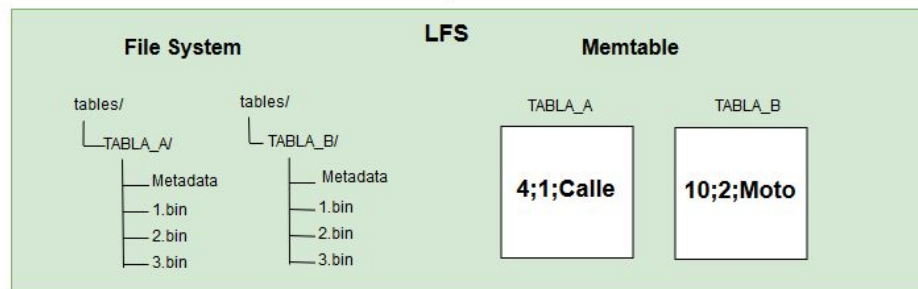 LFS
File System
tables/
TABLA_A/
Metadata
1.bin
2.bin
3.bin
tables/
TABLA_B/
Metadata
1.bin
2.bin
3.bin
Memtable
TABLA_A
4;1;Calle
TABLA_B
10;2;Moto